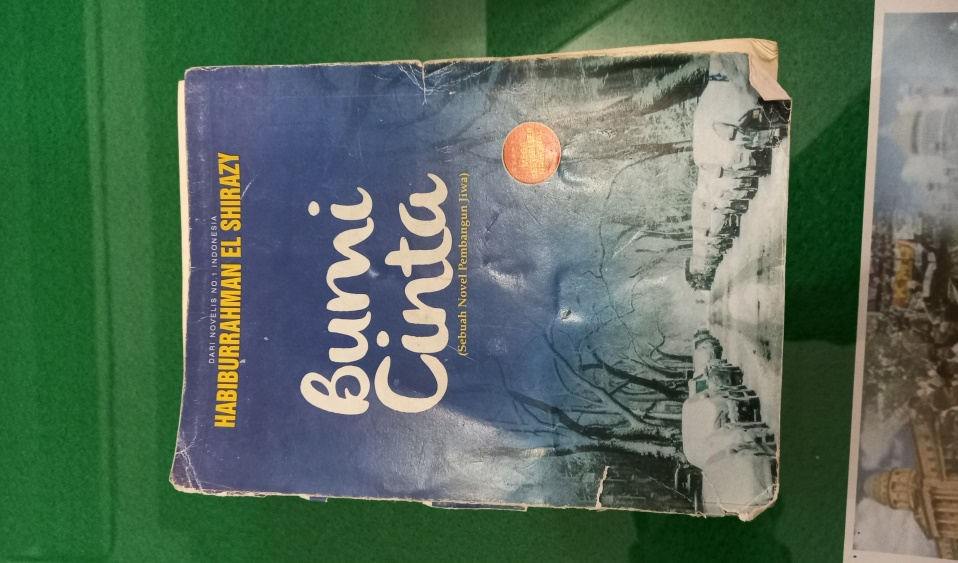 DARI NOVELIS NO.1 INDONESIA
HABIBURRAHMAN EL SHIRAZY
Bumi
Cinta
(Sebuah Novel Pembangun Jiwa)